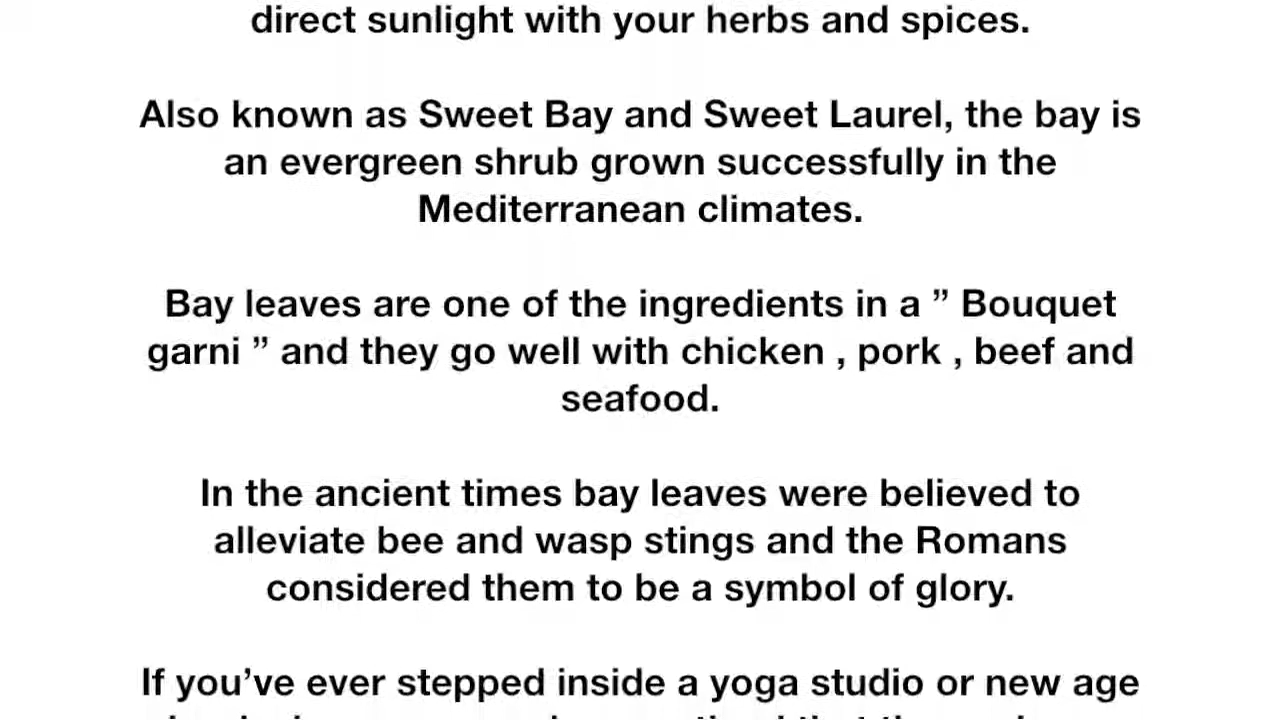 direct sunlight with your herbs and spices.
Also known as Sweet Bay and Sweet Laurel, the bay is
an evergreen shrub grown successfully in the
Mediterranean climates.
Bay leaves are one of the ingredients in a ” Bouquet
garni ” and they go well with chicken , pork , beef and
seafood.
In the ancient times bay leaves were believed to
alleviate bee and wasp stings and the Romans
considered them to be a symbol of glory.
If you’ve ever stepped inside a yoga studio or new age